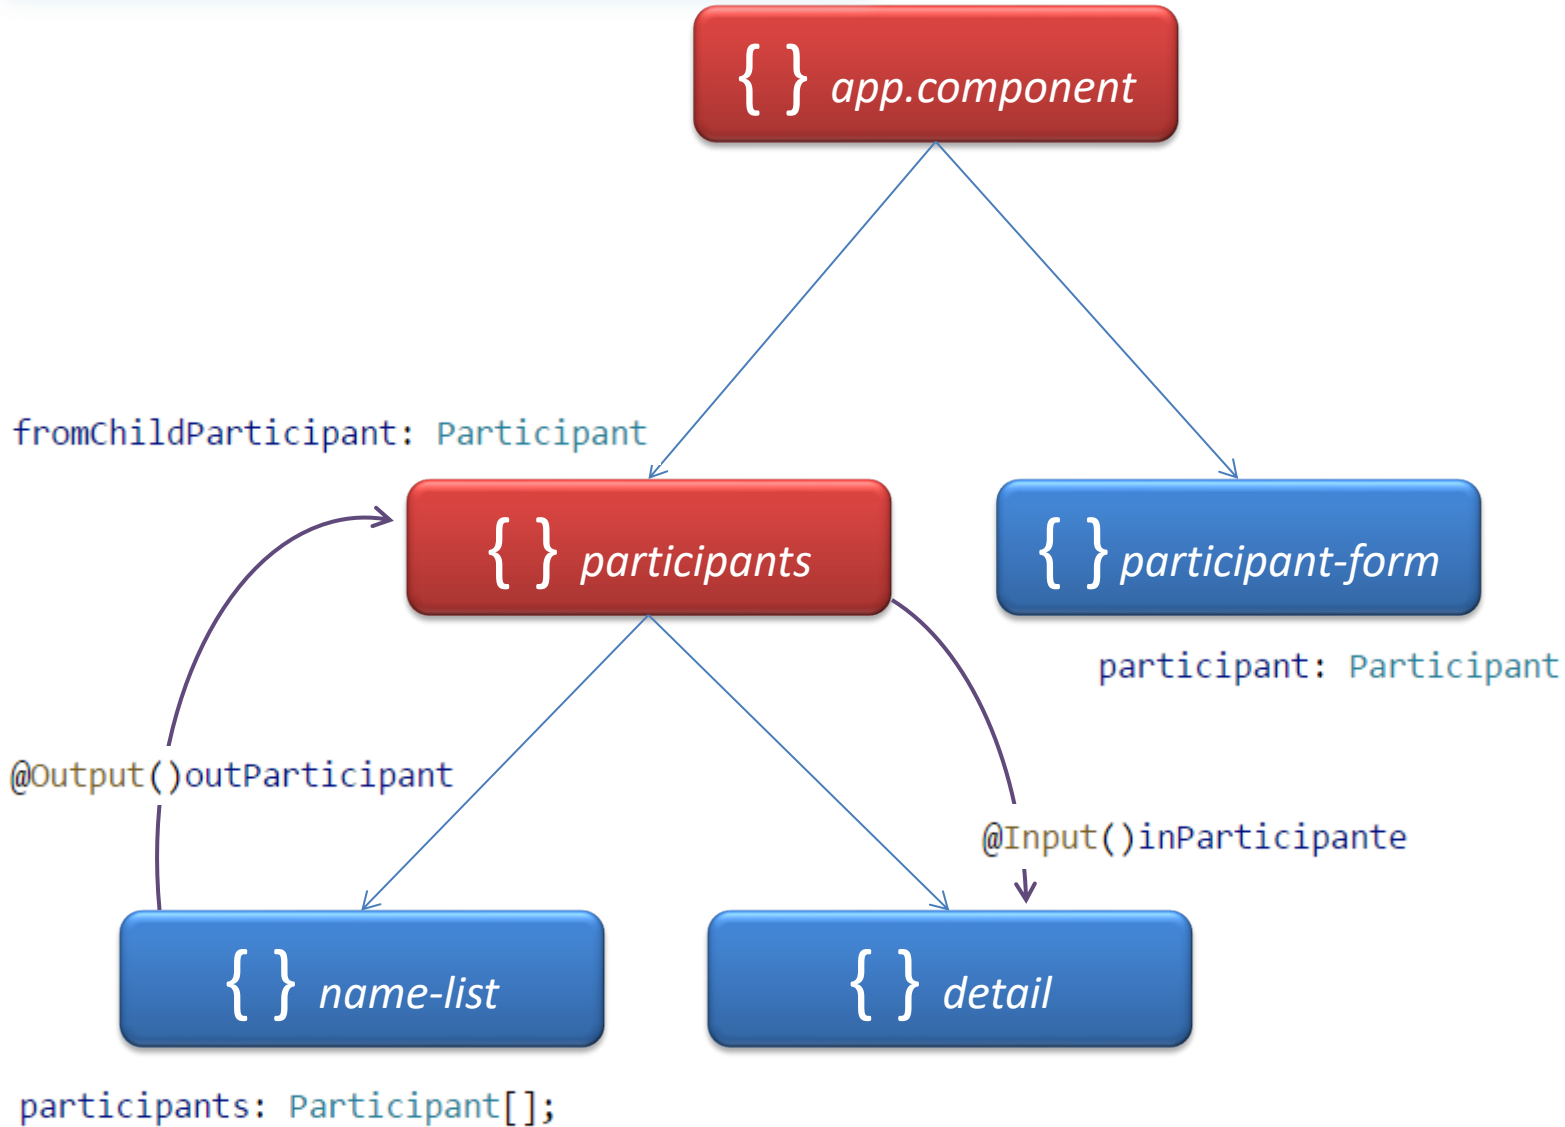 { } app.component
fromChildParticipant: Participant
{ } participants
{ } participant-form
participant: Participant
@Output()outParticipant
@Input()inParticipante
{ } name-list
{ } detail
participants: Participant[];